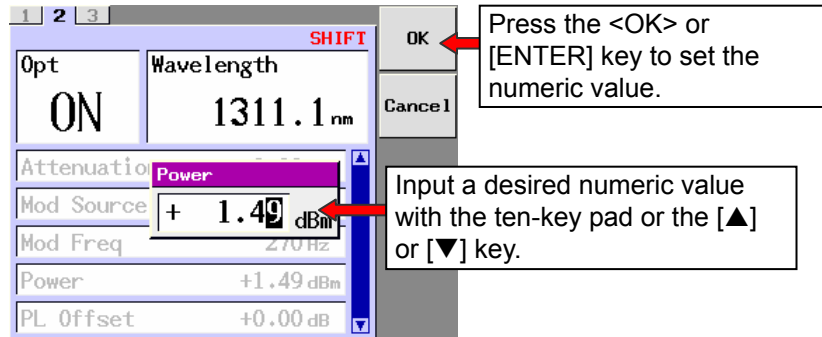 1 2 3
SHIFT
Opt
ON
Wavelength
1311.1 nm
OK
Cancel
Press the <OK> or
[ENTER] key to set the
numeric value.
Attenuatio
Mod Source
Mod Freq 270 Hz
Power +1.49 dBm
PL Offset +0.00 dB
Power
+ 1.49 dBm
Input a desired numeric value
with the ten-key pad or the [▲]
or [▼] key.